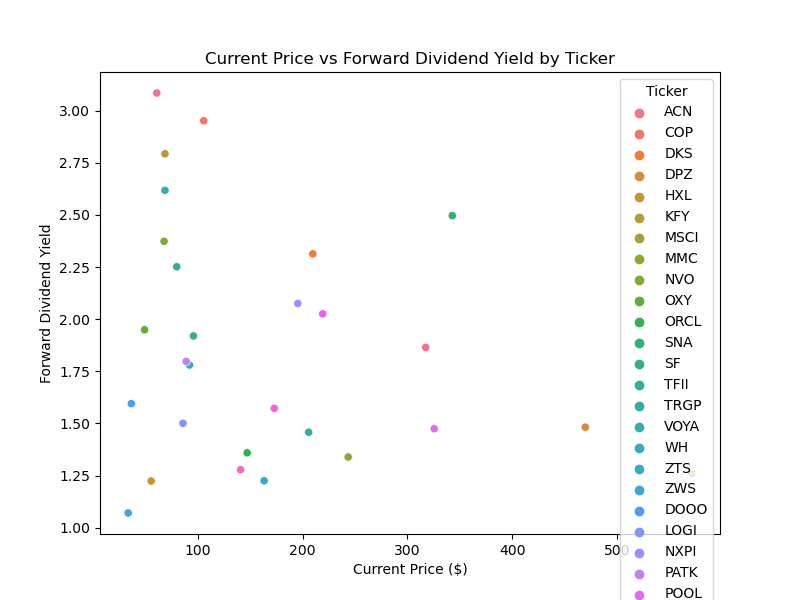 Current Price vs Forward Dividend Yield by Ticker
Forward Dividend Yield
3.00
2.75
2.50
2.25
2.00
1.75
1.50
1.25
1.00
100
200
300
400
500
Current Price ($)
Ticker
ACN
COP
DKS
DPZ
HXL
KFY
MSCI
MMC
NVO
OXY
ORCL
SNA
SF
TFII
TRGP
VOYA
WH
ZTS
ZWS
DOOO
LOGI
NXPI
PATK
POOL